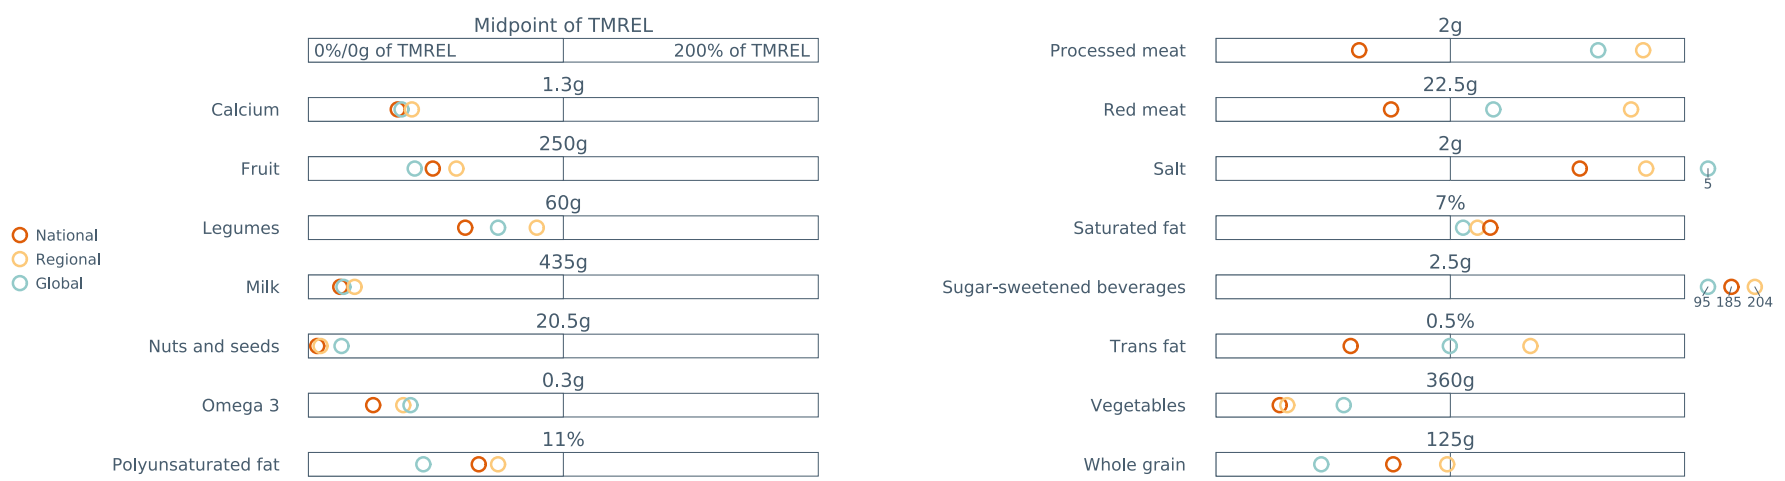 Midpoint of TMREL
0%/0g of TMREL 200% of TMREL
1.3g
Calcium
250g
Fruit
60g
Legumes
435g
Milk
20.5g
Nuts and seeds
0.3g
Omega 3
11%
Polyunsaturated fat
National
Regional
Global
2g
Processed meat
22.5g
Red meat
2g
Salt
5
7%
Saturated fat
2.5g
Sugar-sweetened beverages
95 185 204
0.5%
Trans fat
360g
Vegetables
125g
Whole grain